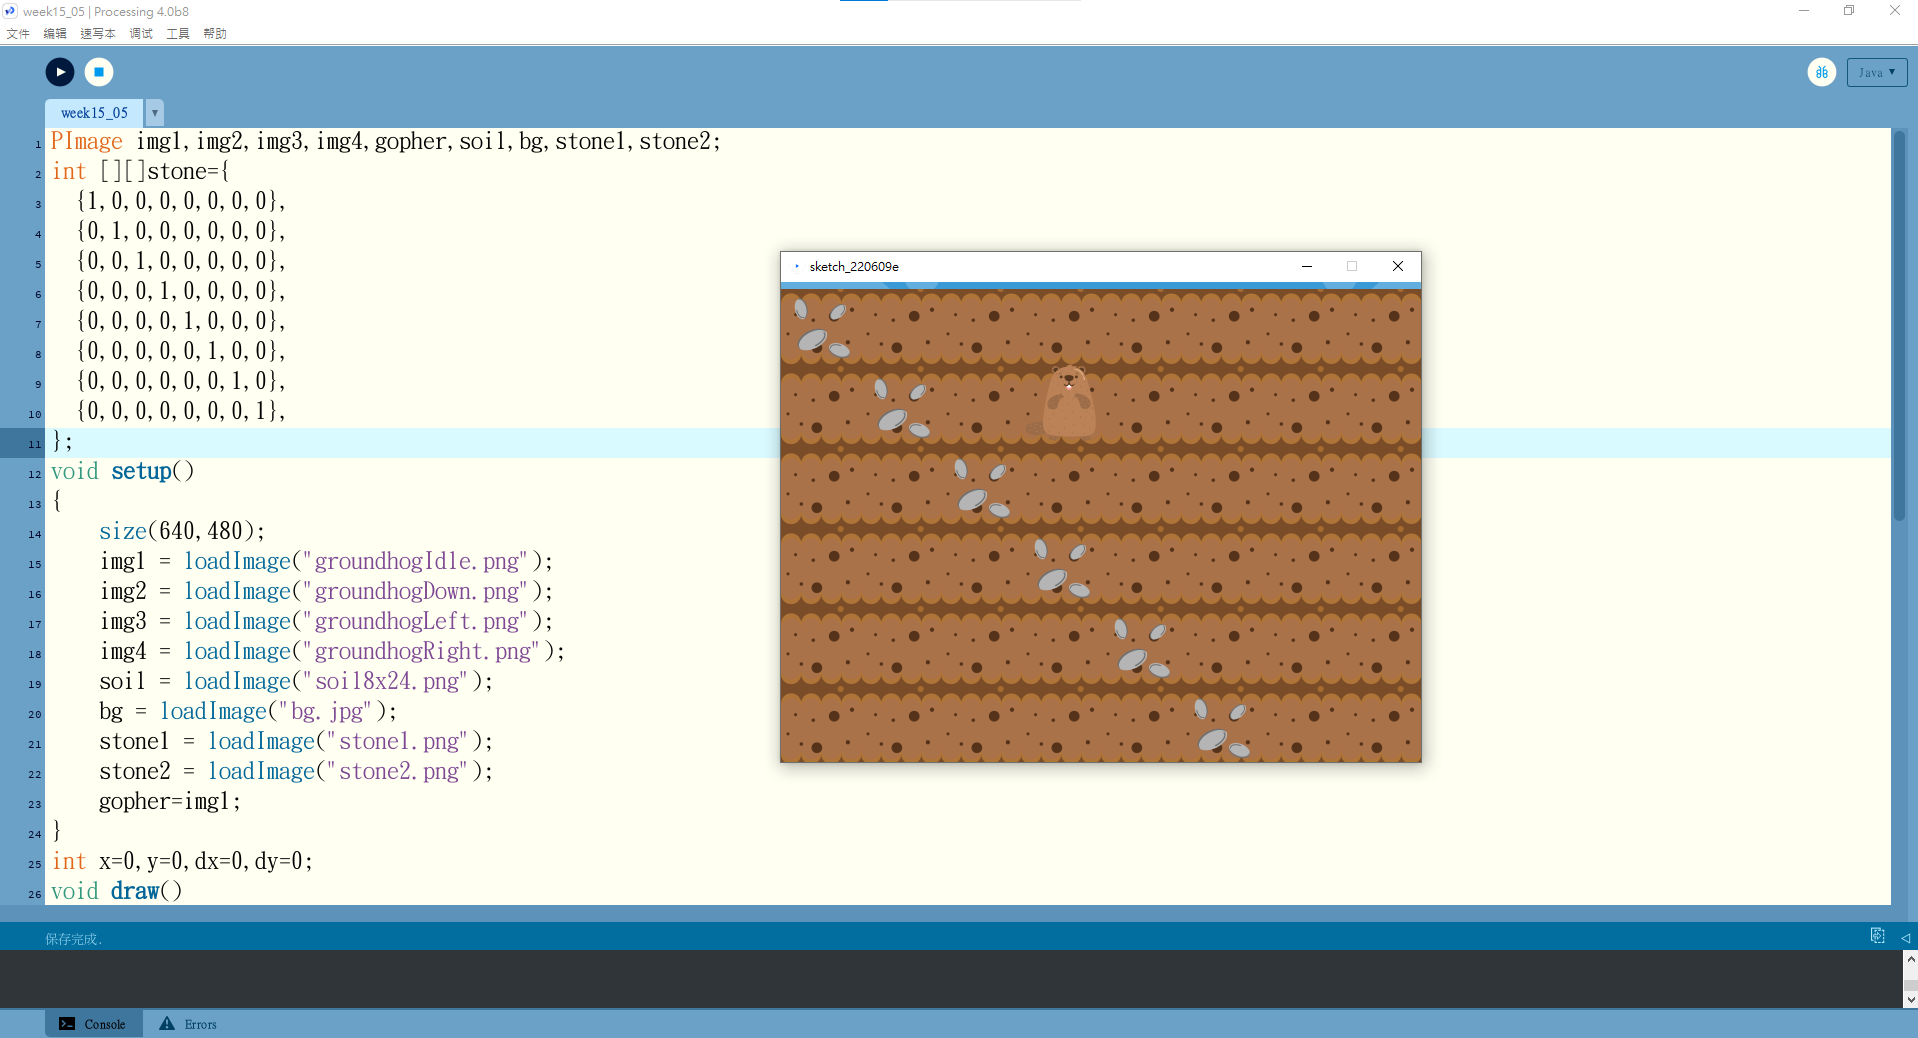 week15_05 | Processing 4.0b8
文件 编辑 速写本 调试 工具 帮助
Java ▼
week15_05 ▼
1 PImage img1,img2,img3,img4,gopher,soil,bg,stone1,stone2;
2 int [][]stone={
3 {1,0,0,0,0,0,0,0},
4 {0,1,0,0,0,0,0,0},
5 {0,0,1,0,0,0,0,0},
6 {0,0,0,1,0,0,0,0},
7 {0,0,0,0,1,0,0,0},
8 {0,0,0,0,0,1,0,0},
9 {0,0,0,0,0,0,1,0},
10 {0,0,0,0,0,0,0,1},
11 };
12 void setup()
13 {
14 size(640,480);
15 img1 = loadImage("groundhogIdle.png");
16 img2 = loadImage("groundhogDown.png");
17 img3 = loadImage("groundhogLeft.png");
18 img4 = loadImage("groundhogRight.png");
19 soil = loadImage("soil8x24.png");
20 bg = loadImage("bg.jpg");
21 stone1 = loadImage("stone1.png");
22 stone2 = loadImage("stone2.png");
23 gopher=img1;
24 }
25 int x=0,y=0,dx=0,dy=0;
26 void draw()
sketch_220609e
保存完成.
Console Errors